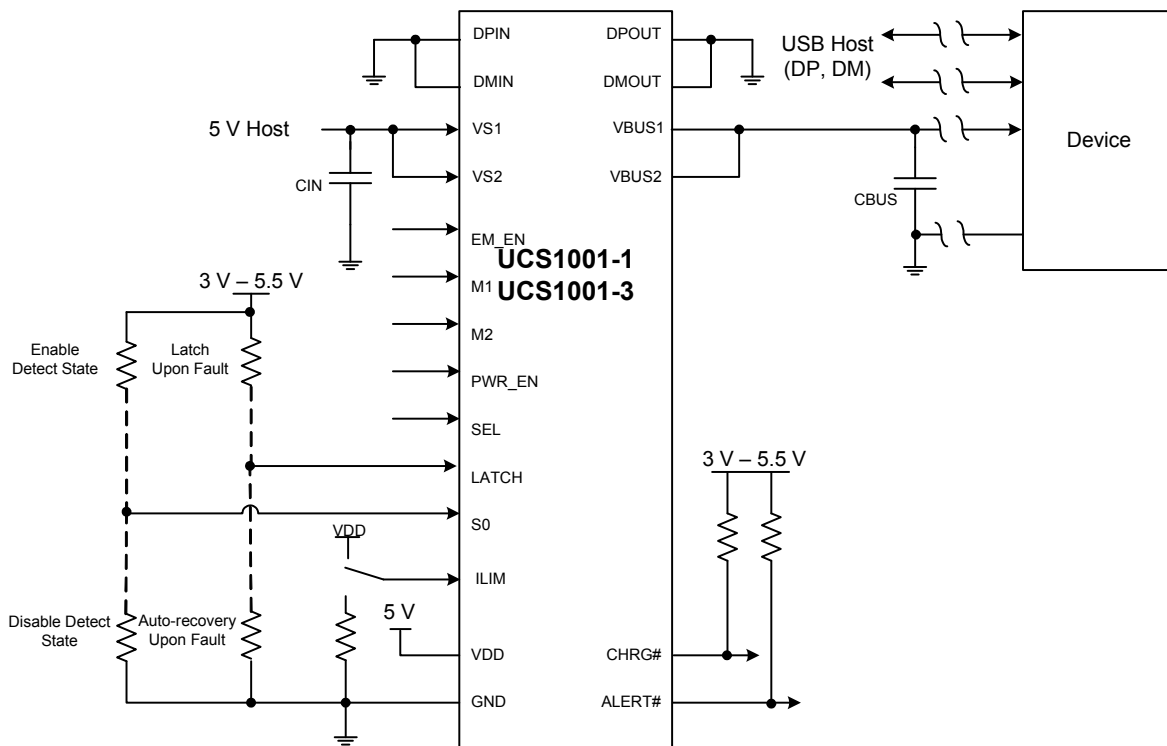 DPIN
DPOUT
USB Host
(DP, DM)
DMIN
DMOUT
5 V Host
VS1
VBUS1
Device
CIN
VS2
VBUS2
CBUS
EM_EN
UCS1001-1
UCS1001-3
M1
3 V – 5.5 V
M2
Enable
Detect State
Latch
Upon Fault
PWR_EN
SEL
3 V – 5.5 V
LATCH
S0
VDD
ILIM
5 V
Disable Detect
State
Auto-recovery
Upon Fault
VDD
CHRG#
GND
ALERT#